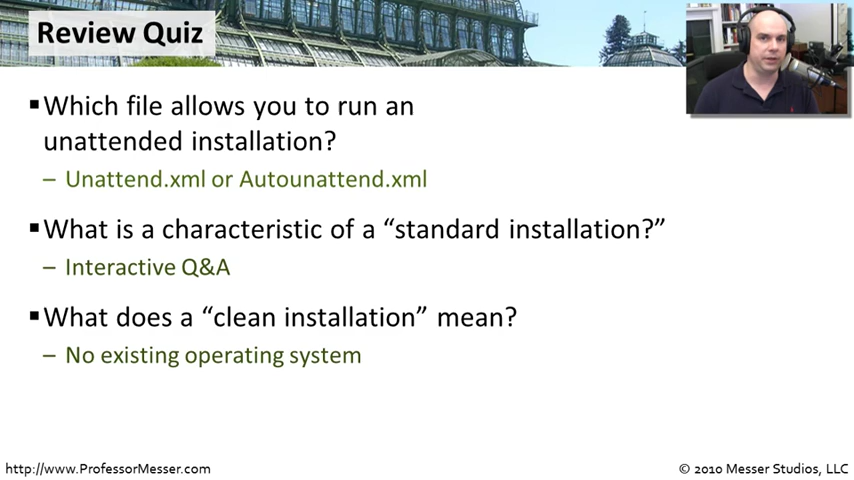 Review Quiz
▪Which file allows you to run an
unattended installation?
– Unattend.xml or Autounattend.xml
▪What is a characteristic of a “standard installation?”
– Interactive Q&A
▪What does a “clean installation” mean?
– No existing operating system
http://www.ProfessorMesser.com
© 2010 Messer Studios, LLC